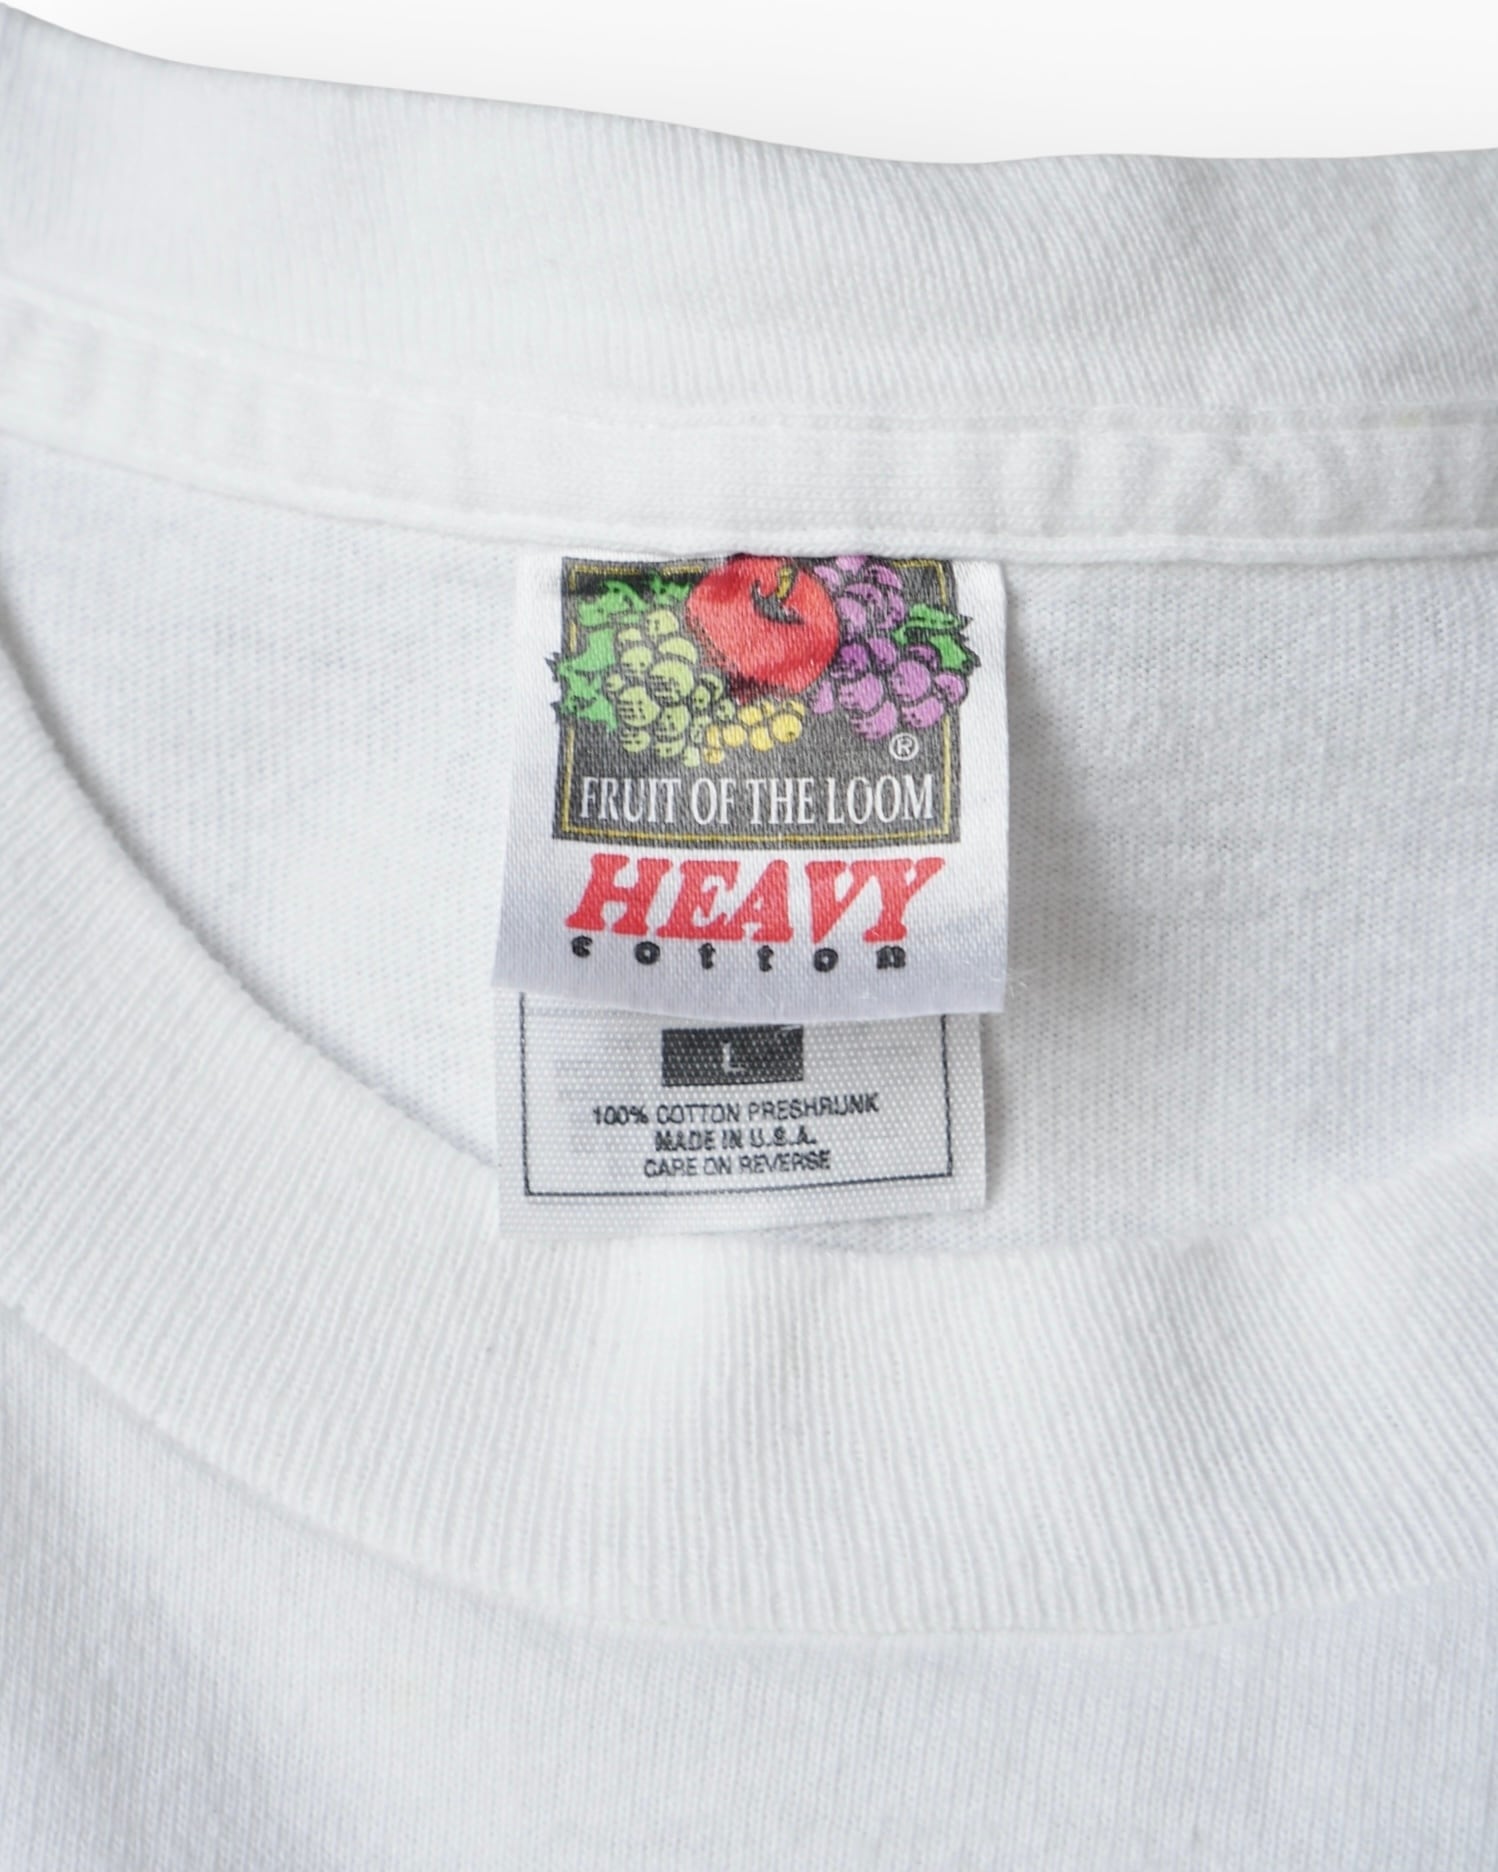 ®
FRUIT OF THE LOOM
HEAVY
cotton
L
100% COTTON PRESHRUNK
MADE IN U.S.A.
CARE ON REVERSE